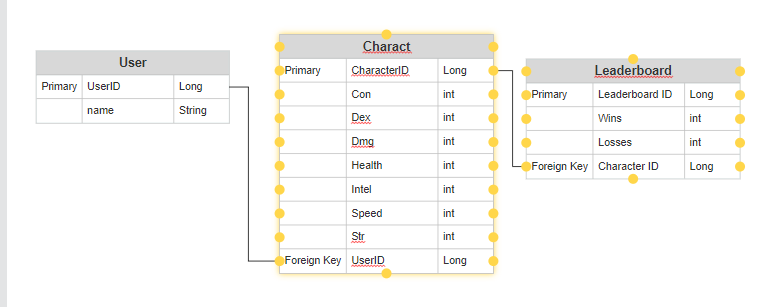 User
Primary UserID Long
name String
Charact
Primary CharacterID Long
Con int
Dex int
Dmg int
Health int
Intel int
Speed int
Str int
Foreign Key UserID Long
Leaderboard
Primary Leaderboard ID Long
Wins int
Losses int
Foreign Key Character ID Long